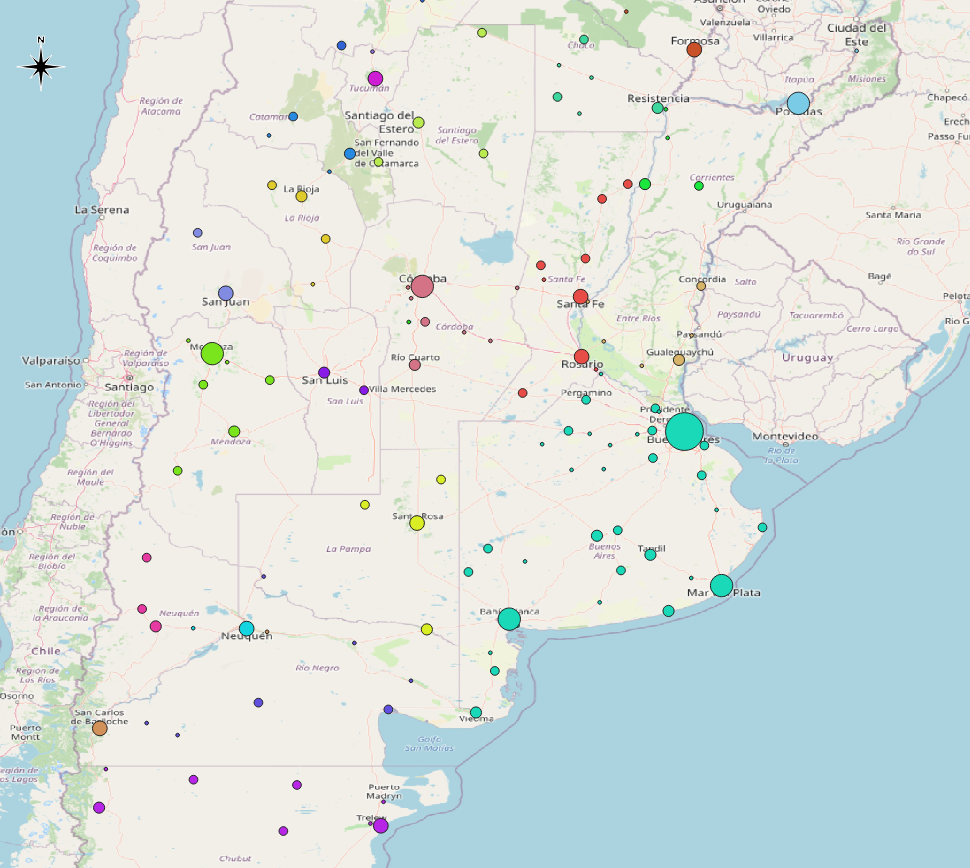 Asunción
Coronel
Oviedo
Valenzuela
Villarrica
Ciudad del
Este
N
Chaco
Formosa
Itapúa
Misiones
Tucumán
Región de
Atacama
Resistencia
Posadas
Chapecó
Erech
Passo Fu
Catamarca
Santiago del
Estero
Santiago
del Estero
San Fernando
del Valle
de Catamarca
Corrientes
La Rioja
La Rioja
Uruguaiana
La Serena
Santa Maria
San Juan
Región de
Coquimbo
Rio Grande
do Sul
Córdoba
Santa Fe
Concordia
Salto
Bagé
San Juan
Santa Fe
Pelota
Paysandú
Tacuarembó
Entre Ríos
Rio G
Córdoba
Cerro Largo
Paysandú
Mendoza
Valparaíso
Región de
Valparaíso
Río Cuarto
Rosario
Gualeguaychú
Uruguay
San Antonio
Santiago
San Luis
Villa Mercedes
San Luis
Pergamino
Región del
Libertador
General
Bernardo
O'Higgins
Presidente
Derqui
Buenos Aires
Montevideo
Río de
la Plata
Mendoza
Región del
Maule
Santa Rosa
Región de
Ñuble
ón
La Pampa
Buenos
Aires
Tandil
Región del
Biobío
Mar del Plata
Región de
la Araucanía
Neuquén
Bahía Blanca
Neuquén
Chile
Río Negro
Región de
Los Ríos
Osorno
San Carlos
de Bariloche
Viedma
Puerto
Montt
Golfo
San Matías
egión de
os Lagos
Puerto
Madryn
Trelew
Chubut